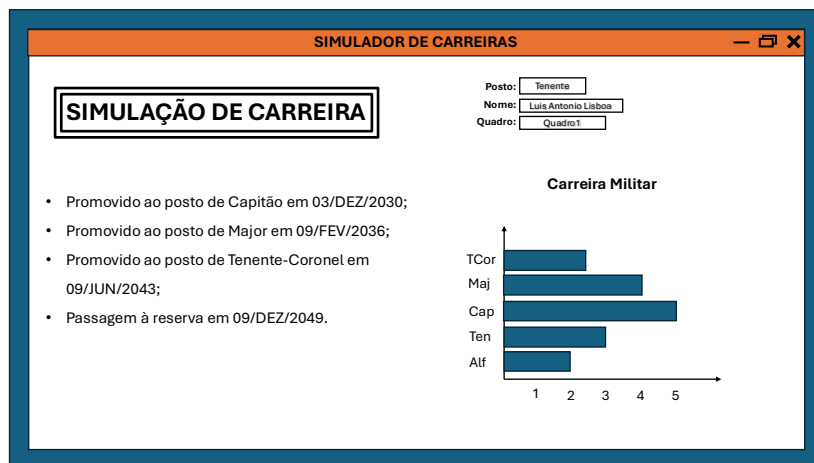 SIMULADOR DE CARREIRAS
SIMULAÇÃO DE CARREIRA
Posto: Tenente
Nome: Luis Antonio Lisboa
Quadro: Quadro1
• Promovido ao posto de Capitão em 03/DEZ/2030;
• Promovido ao posto de Major em 09/FEV/2036;
• Promovido ao posto de Tenente-Coronel em
09/JUN/2043;
• Passagem à reserva em 09/DEZ/2049.
Carreira Militar
TCor
Maj
Cap
Ten
Alf
1 2 3 4 5